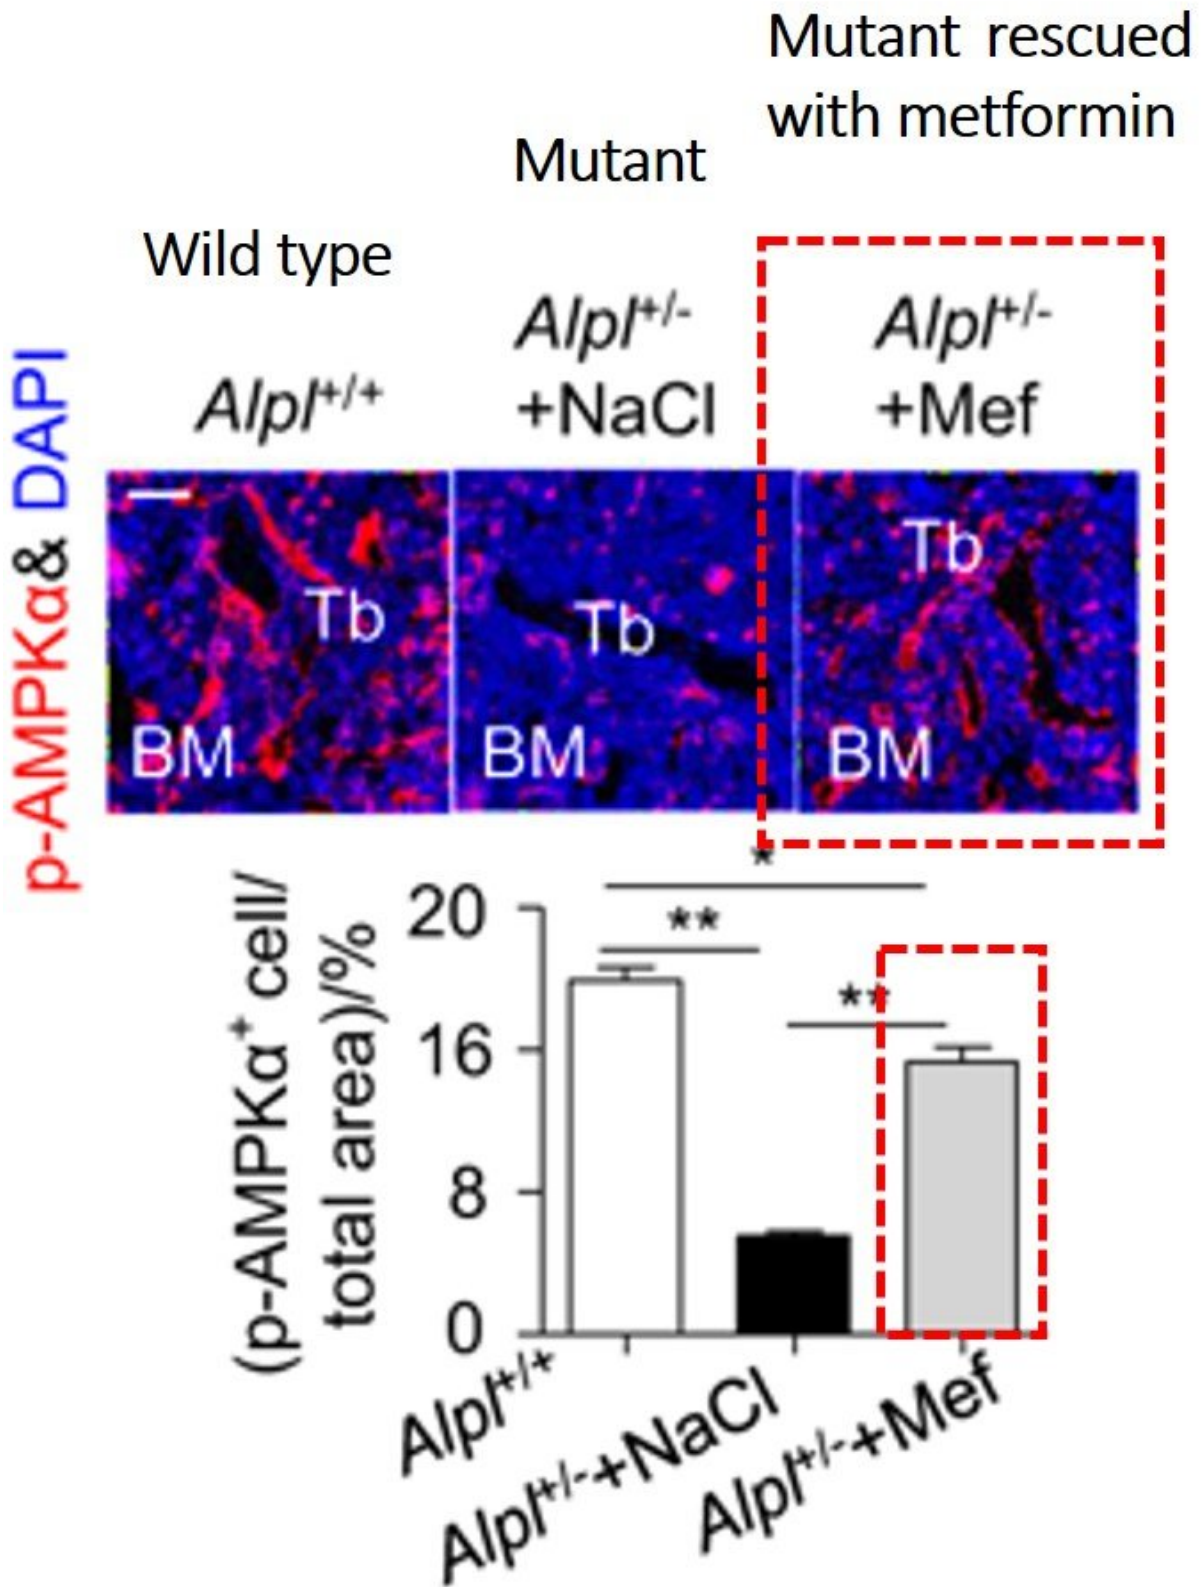 Mutant rescued
with metformin
Mutant
Wild type
Alpl+/+
Alpl+/-
+NaCl
Alpl+/-
+Mef
p-AMPKα& DAPI
Tb
BM
Tb
BM
Tb
BM
*
**
**
(p-AMPKα+ cell/
total area)/%
20
16
8
0
Alpl+/+
Alpl+/-+NaCl
Alpl+/-+Mef